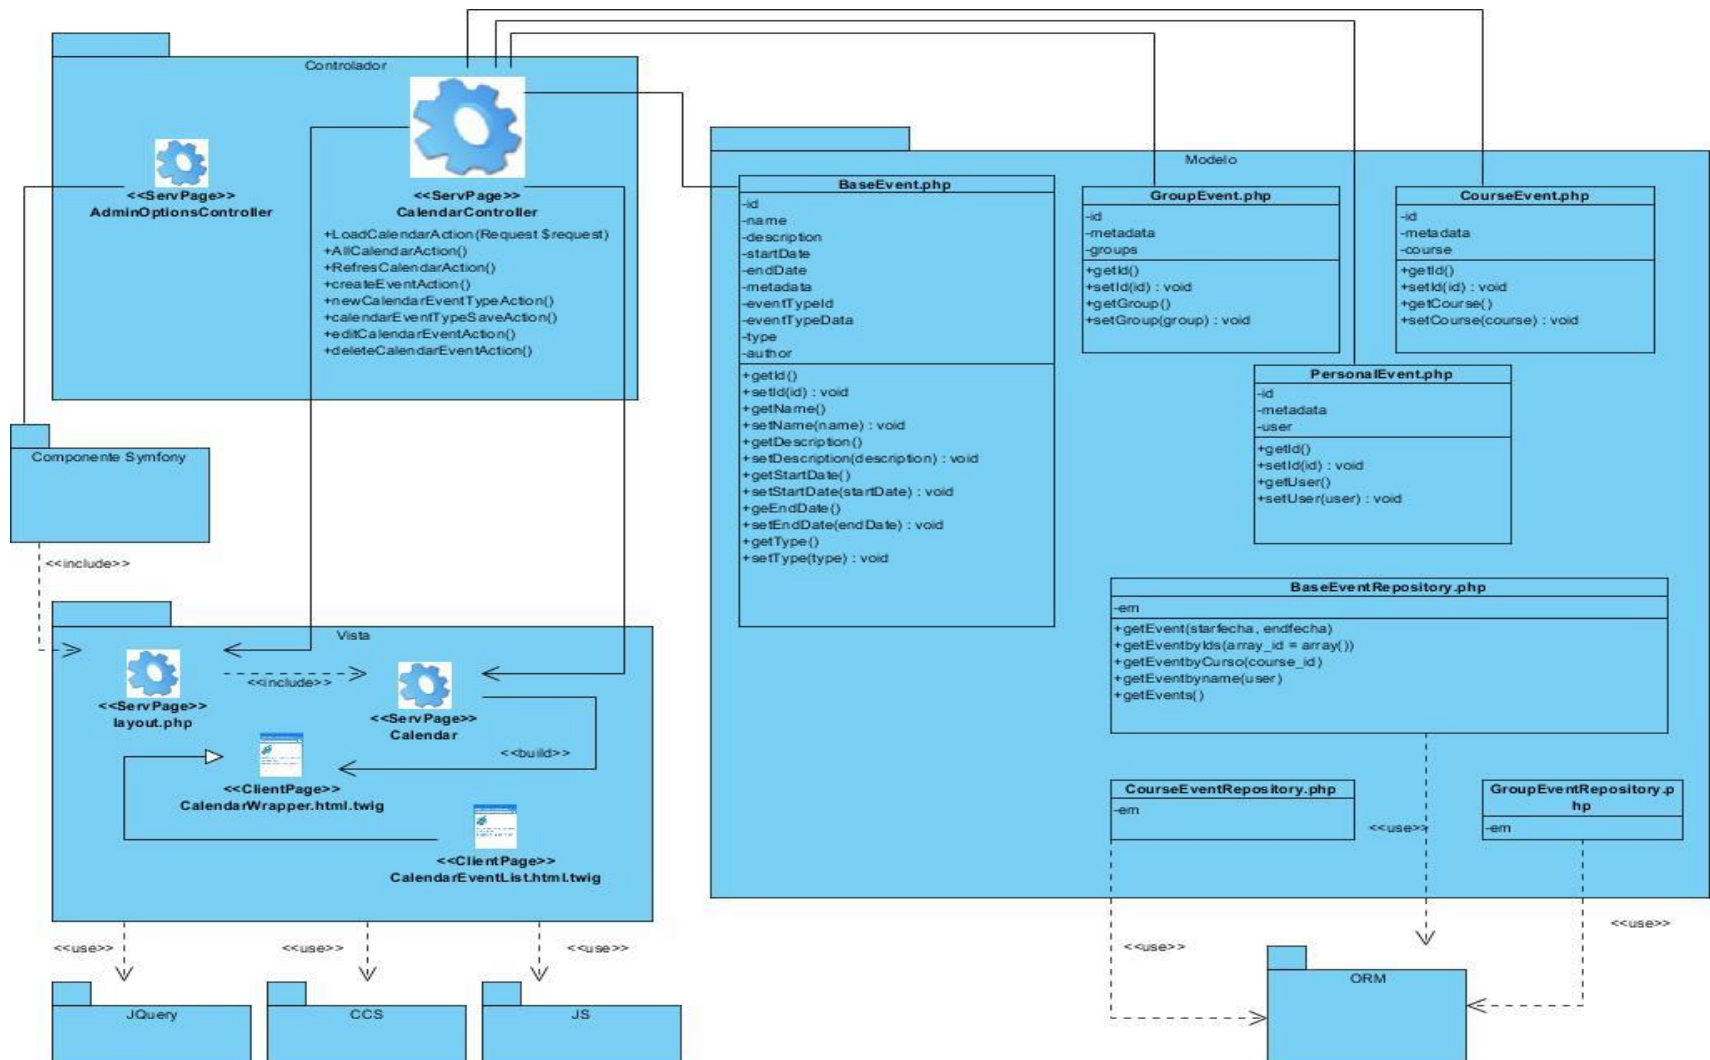 Controlador
<<ServPage>>
AdminOptionsController
<<ServPage>>
CalendarController
+LoadCalendarAction(Request $request)
+AllCalendarAction()
+RefresCalendarAction()
+createEventAction()
+newCalendarEventTypeAction()
+calendarEventTypeSaveAction()
+editCalendarEventAction()
+deleteCalendarEventAction()
Componente Symfony
<<include>>
Vista
<<ServPage>>
layout.php
<<include>>
<<ServPage>>
Calendar
<<build>>
<<ClientPage>>
CalendarWrapper.html.twig
<<ClientPage>>
CalendarEventList.html.twig
<<use>>
<<use>>
<<use>>
JQuery
CCS
JS
Modelo
BaseEvent.php
-id
-name
-description
-startDate
-endDate
-metadata
-eventTypeId
-eventTypeData
-type
-author
+getId()
+setId(id) : void
+getName()
+setName(name) : void
+getDescription()
+setDescription(description) : void
+getStartDate()
+setStartDate(startDate) : void
+geEndDate()
+setEndDate(endDate) : void
+getType()
+setType(type) : void
GroupEvent.php
-id
-metadata
-groups
+getId()
+setId(id) : void
+getGroup()
+setGroup(group) : void
CourseEvent.php
-id
-metadata
-course
+getId()
+setId(id) : void
+getCourse()
+setCourse(course) : void
PersonalEvent.php
-id
-metadata
-user
+getId()
+setId(id) : void
+getUser()
+setUser(user) : void
BaseEventRepository.php
-em
+getEvent(starfecha, endfecha)
+getEventbyIds(array_id = array())
+getEventbyCurso(course_id)
+getEventbyname(user)
+getEvents()
CourseEventRepository.php
-em
<<use>>
GroupEventRepository.p
hp
-em
<<use>>
<<use>>
ORM